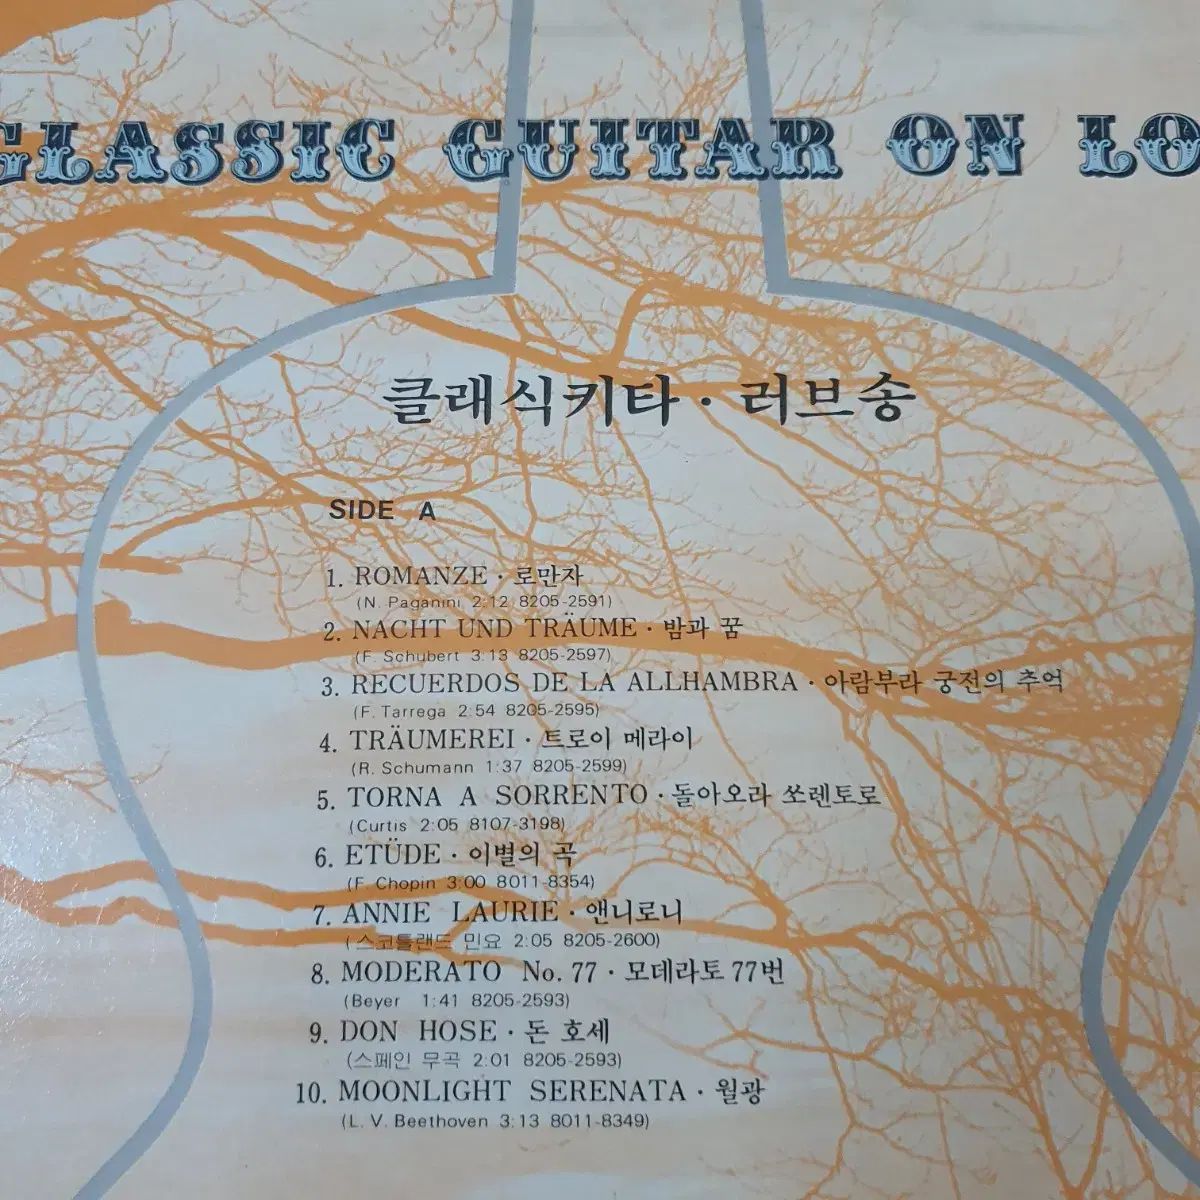 CLASSIC GUITAR ON LO
클래식키타 · 러브송
SIDE A
1. ROMANZE · 로만자
(N. Paganini 2:12 8205-2591)
2. NACHT UND TRÄUME · 밤과 꿈
(F. Schubert 3:13 8205-2597)
3. RECUERDOS DE LA ALLHAMBRA · 아람부라 궁전의 추억
(F. Tarrega 2:54 8205-2595)
4. TRÄUMEREI · 트로이 메라이
(R. Schumann 1:37 8205-2599)
5. TORNA A SORRENTO · 돌아오라 쏘렌토로
(Curtis 2:05 8107-3198)
6. ETÜDE · 이별의 곡
(F. Chopin 3:00 8011-8354)
7. ANNIE LAURIE · 앤니로니
(스코틀랜드 민요 2:05 8205-2600)
8. MODERATO No. 77 · 모데라토 77번
(Beyer 1:41 8205-2593)
9. DON HOSE · 돈 호세
(스페인 무곡 2:01 8205-2593)
10. MOONLIGHT SERENATA · 월광
(L. V. Beethoven 3:13 8011-8349)